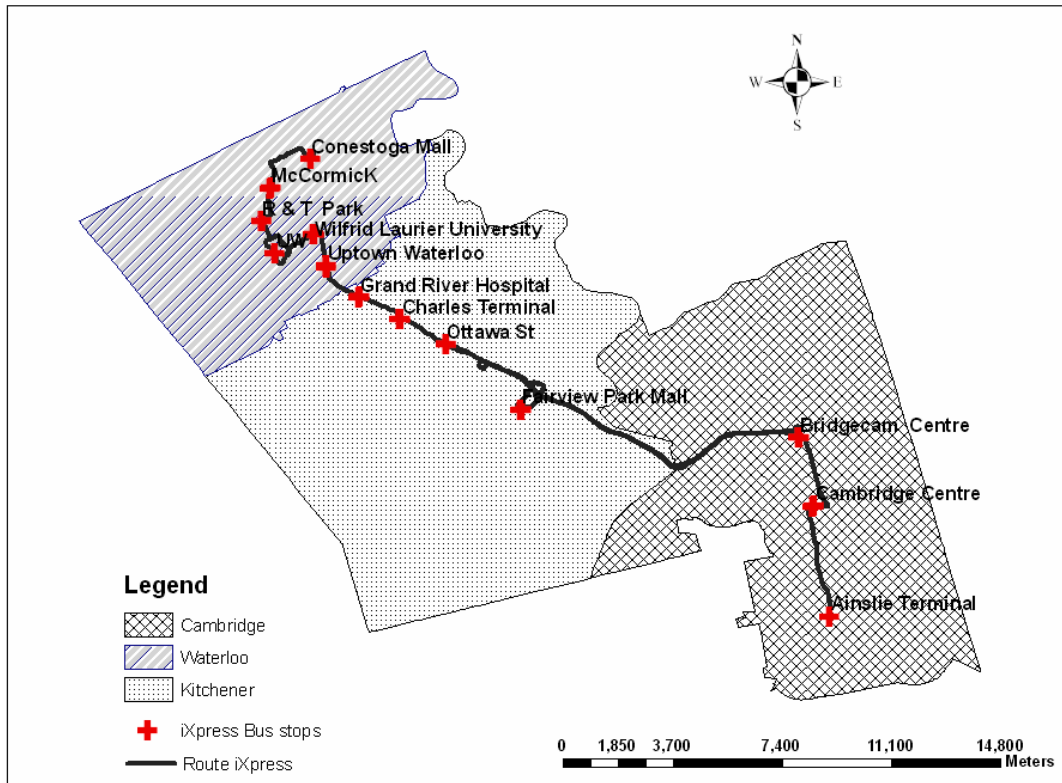 N
W E
S
Conestoga Mall
McCormicK
R & T Park
UW
Wilfrid Laurier University
Uptown Waterloo
Grand River Hospital
Charles Terminal
Ottawa St
Fairview Park Mall
Bridgecam Centre
Cambridge Centre
Ainslie Terminal
Legend
Cambridge
Waterloo
Kitchener
iXpress Bus stops
Route iXpress
0 1,850 3,700 7,400 11,100 14,800
Meters